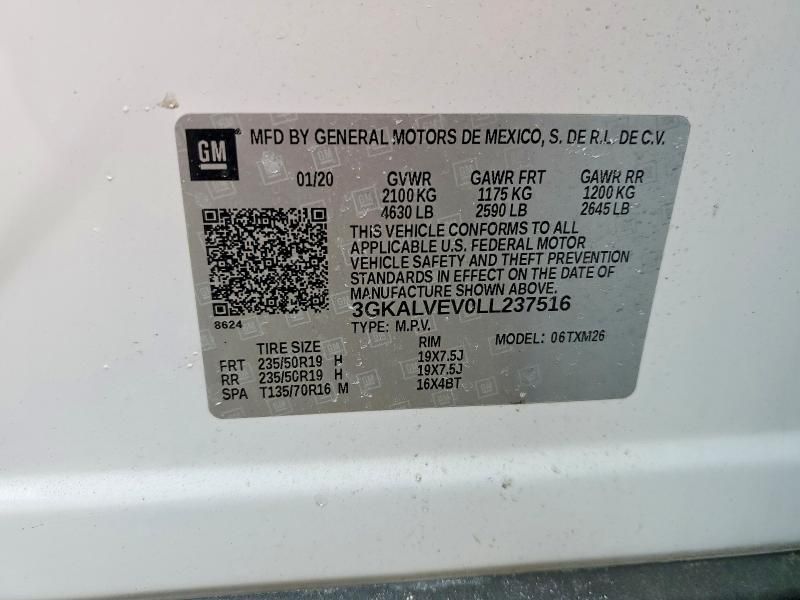 GM® MFD BY GENERAL MOTORS DE MEXICO, S. DE R.L. DE C.V.
01/20 GVWR GAWR FRT GAWR RR
2100 KG 1175 KG 1200 KG
4630 LB 2590 LB 2645 LB
THIS VEHICLE CONFORMS TO ALL
APPLICABLE U.S. FEDERAL MOTOR
VEHICLE SAFETY AND THEFT PREVENTION
STANDARDS IN EFFECT ON THE DATE OF
MANUFACTURE SHOWN ABOVE.
3GKALVEV0LL237516
8624
TYPE: M.P.V. 06TXM26
TIRE SIZE RIM
FRT 235/50R19 H 19X7.5J
RR 235/50R19 H 19X7.5J
SPA T135/70R16 M 16X4BT